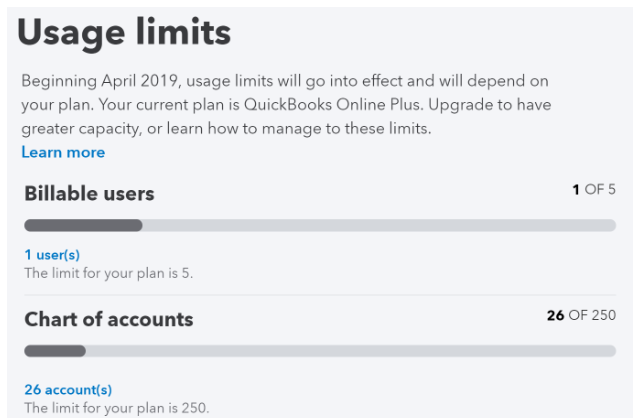 Usage limits
Beginning April 2019, usage limits will go into effect and will depend on
your plan. Your current plan is QuickBooks Online Plus. Upgrade to have
greater capacity, or learn how to manage to these limits.
Learn more
Billable users 1 OF 5
1 user(s)
The limit for your plan is 5.
Chart of accounts 26 OF 250
26 account(s)
The limit for your plan is 250.